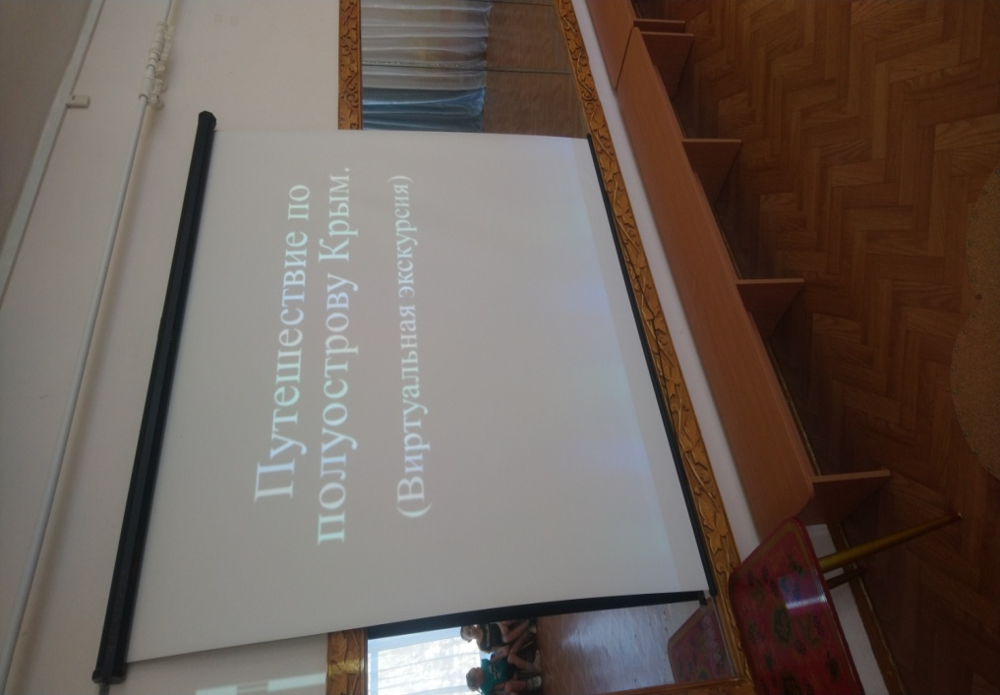 Путешествие по
полуострову Крым.
(Виртуальная экскурсия)